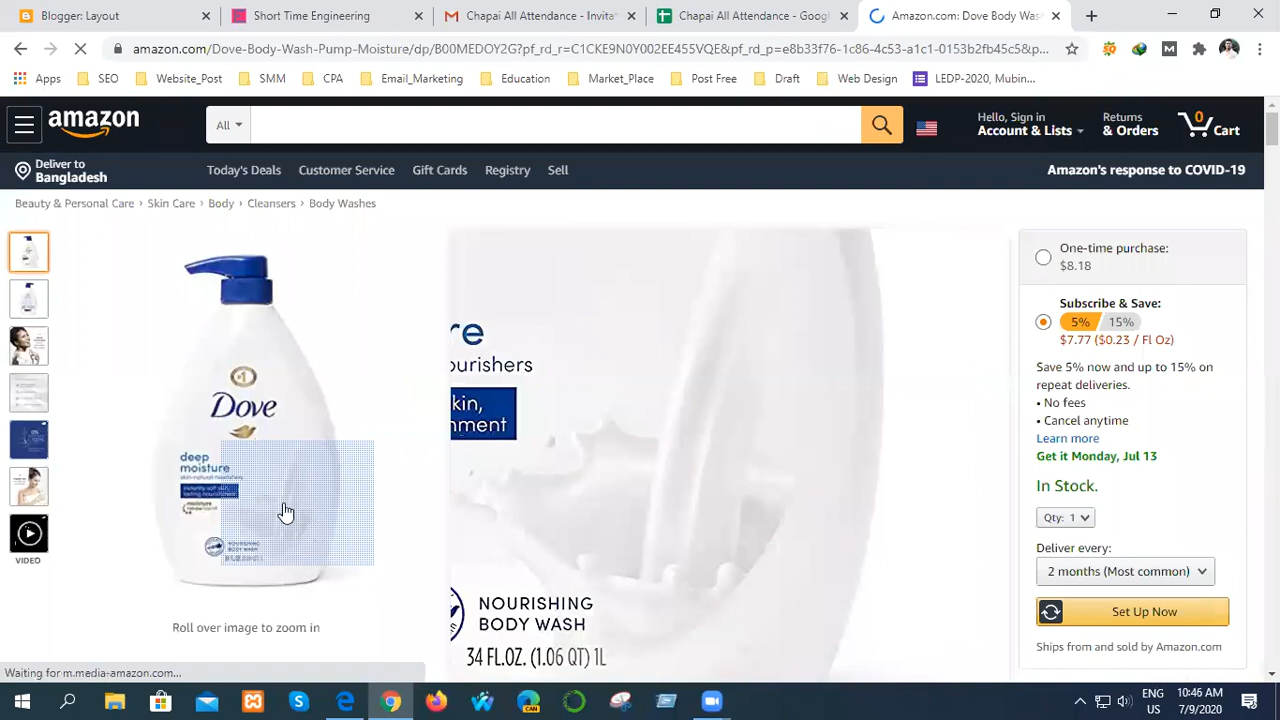 Blogger: Layout
Short Time Engineering
Chapai All Attendance - Invita
Chapai All Attendance - Goog
Amazon.com: Dove Body Was
amazon.com/Dove-Body-Wash-Pump-Moisture/dp/B00MEDOY2G?pf_rd_r=C1CKE9N0Y002EE455VQE&pf_rd_p=e8b33f76-1c86-4c53-a1c1-0153b2fb45c5&p...
Apps
SEO
Website_Post
SMM
CPA
Email_Marketing
Education
Market_Place
Post Free
Draft
Web Design
LEDP-2020, Mubin...
amazon
All
Hello, Sign in
Account & Lists
Returns
& Orders
0
Cart
Deliver to
Bangladesh
Today's Deals
Customer Service
Gift Cards
Registry
Sell
Amazon's response to COVID-19
Beauty & Personal Care › Skin Care › Body › Cleansers › Body Washes
#1
Dove
deep
moisture
NOURISHING
BODY WASH
VIDEO
Roll over image to zoom in
re
ourishers
kin,
nment
NOURISHING
BODY WASH
34 FL.OZ. (1.06 QT) 1L
One-time purchase:
$8.18
Subscribe & Save:
5% 15%
$7.77 ($0.23 / Fl Oz)
Save 5% now and up to 15% on
repeat deliveries.
• No fees
• Cancel anytime
Learn more
Get it Monday, Jul 13
In Stock.
Qty: 1
Deliver every:
2 months (Most common)
Set Up Now
Ships from and sold by Amazon.com
Waiting for m.media-amazon.com...
CAN
ENG
US
10:46 AM
7/9/2020